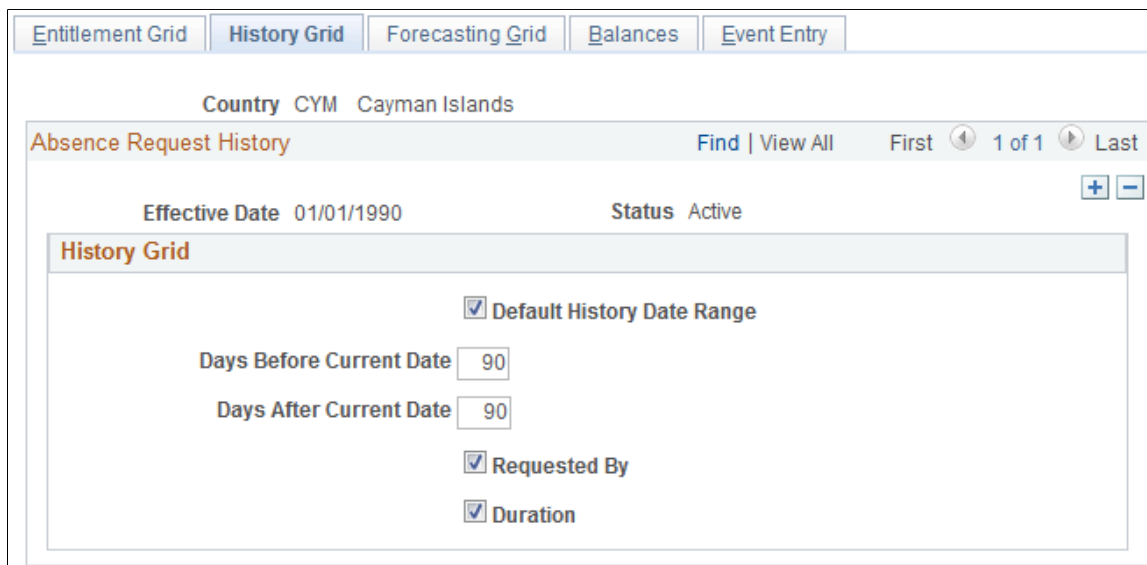 Entitlement Grid History Grid Forecasting Grid Balances Event Entry
Country CYM Cayman Islands
Absence Request History Find | View All First 1 of 1 Last
Effective Date 01/01/1990 Status Active
History Grid
Default History Date Range
Days Before Current Date 90
Days After Current Date 90
Requested By
Duration